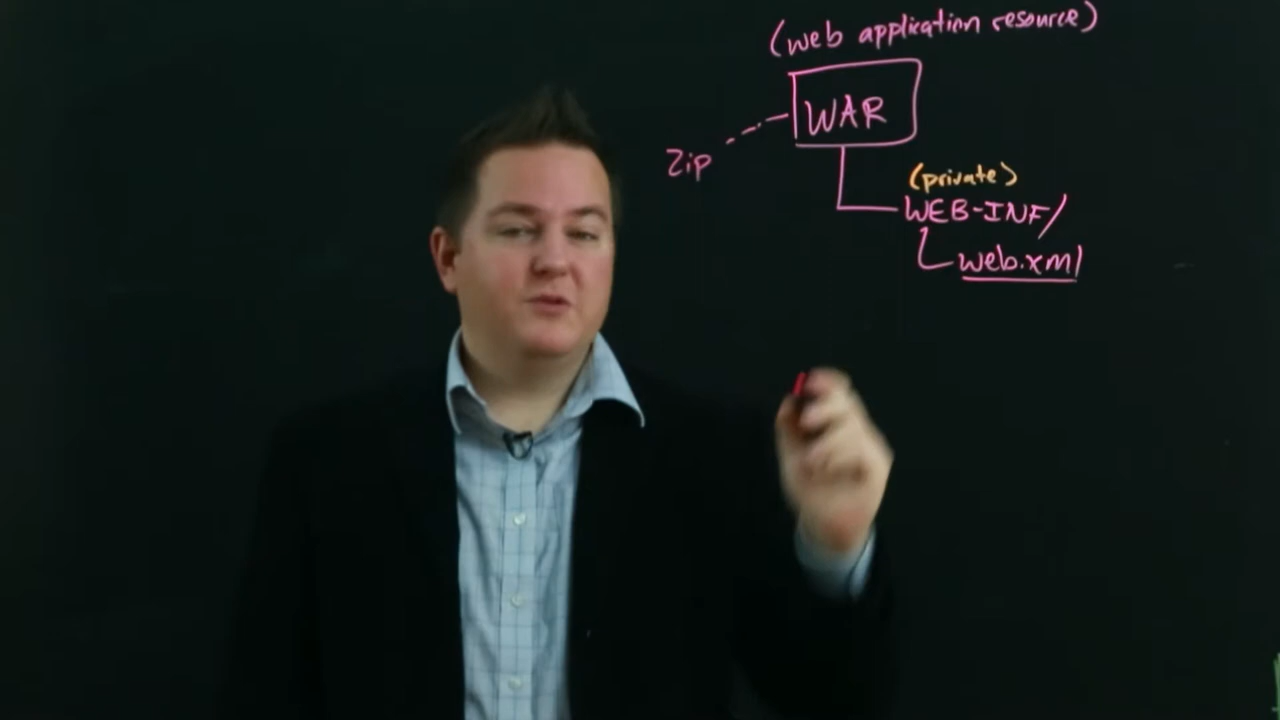 (web application resource)
WAR
Zip
(private)
WEB-INF/
web.xml